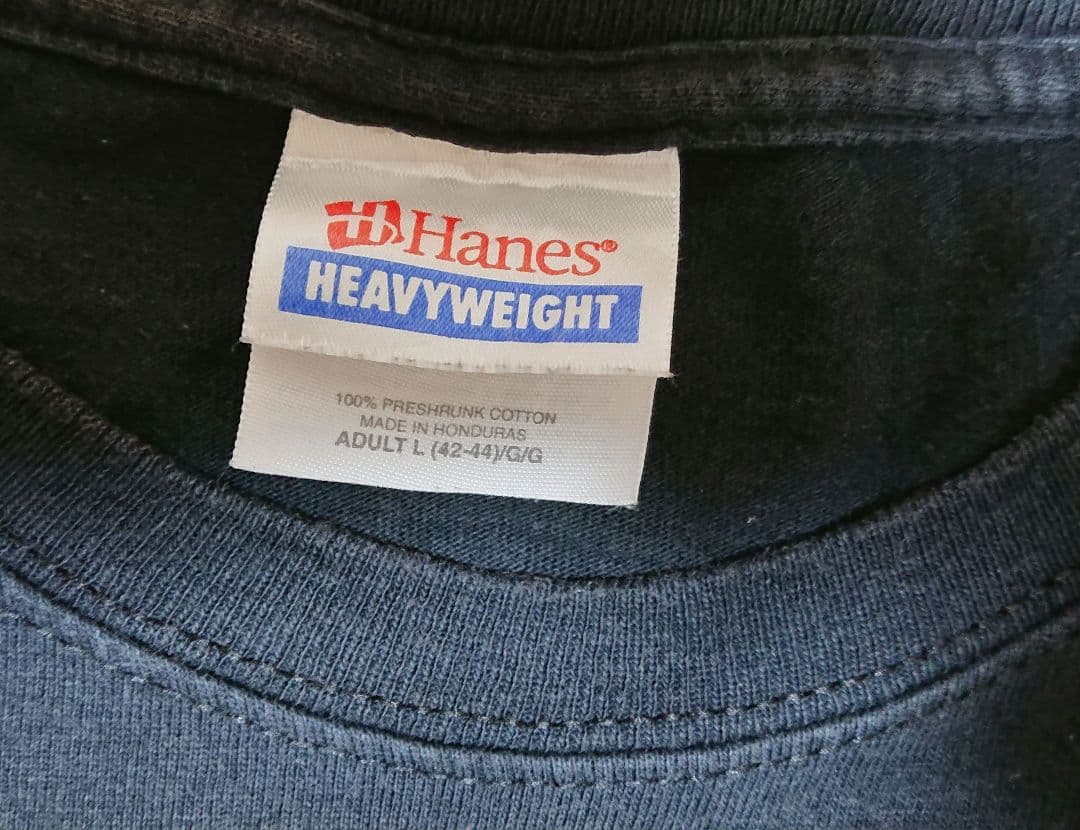 Hanes®
HEAVYWEIGHT
100% PRESHRUNK COTTON
MADE IN HONDURAS
ADULT L (42-44)/G/G